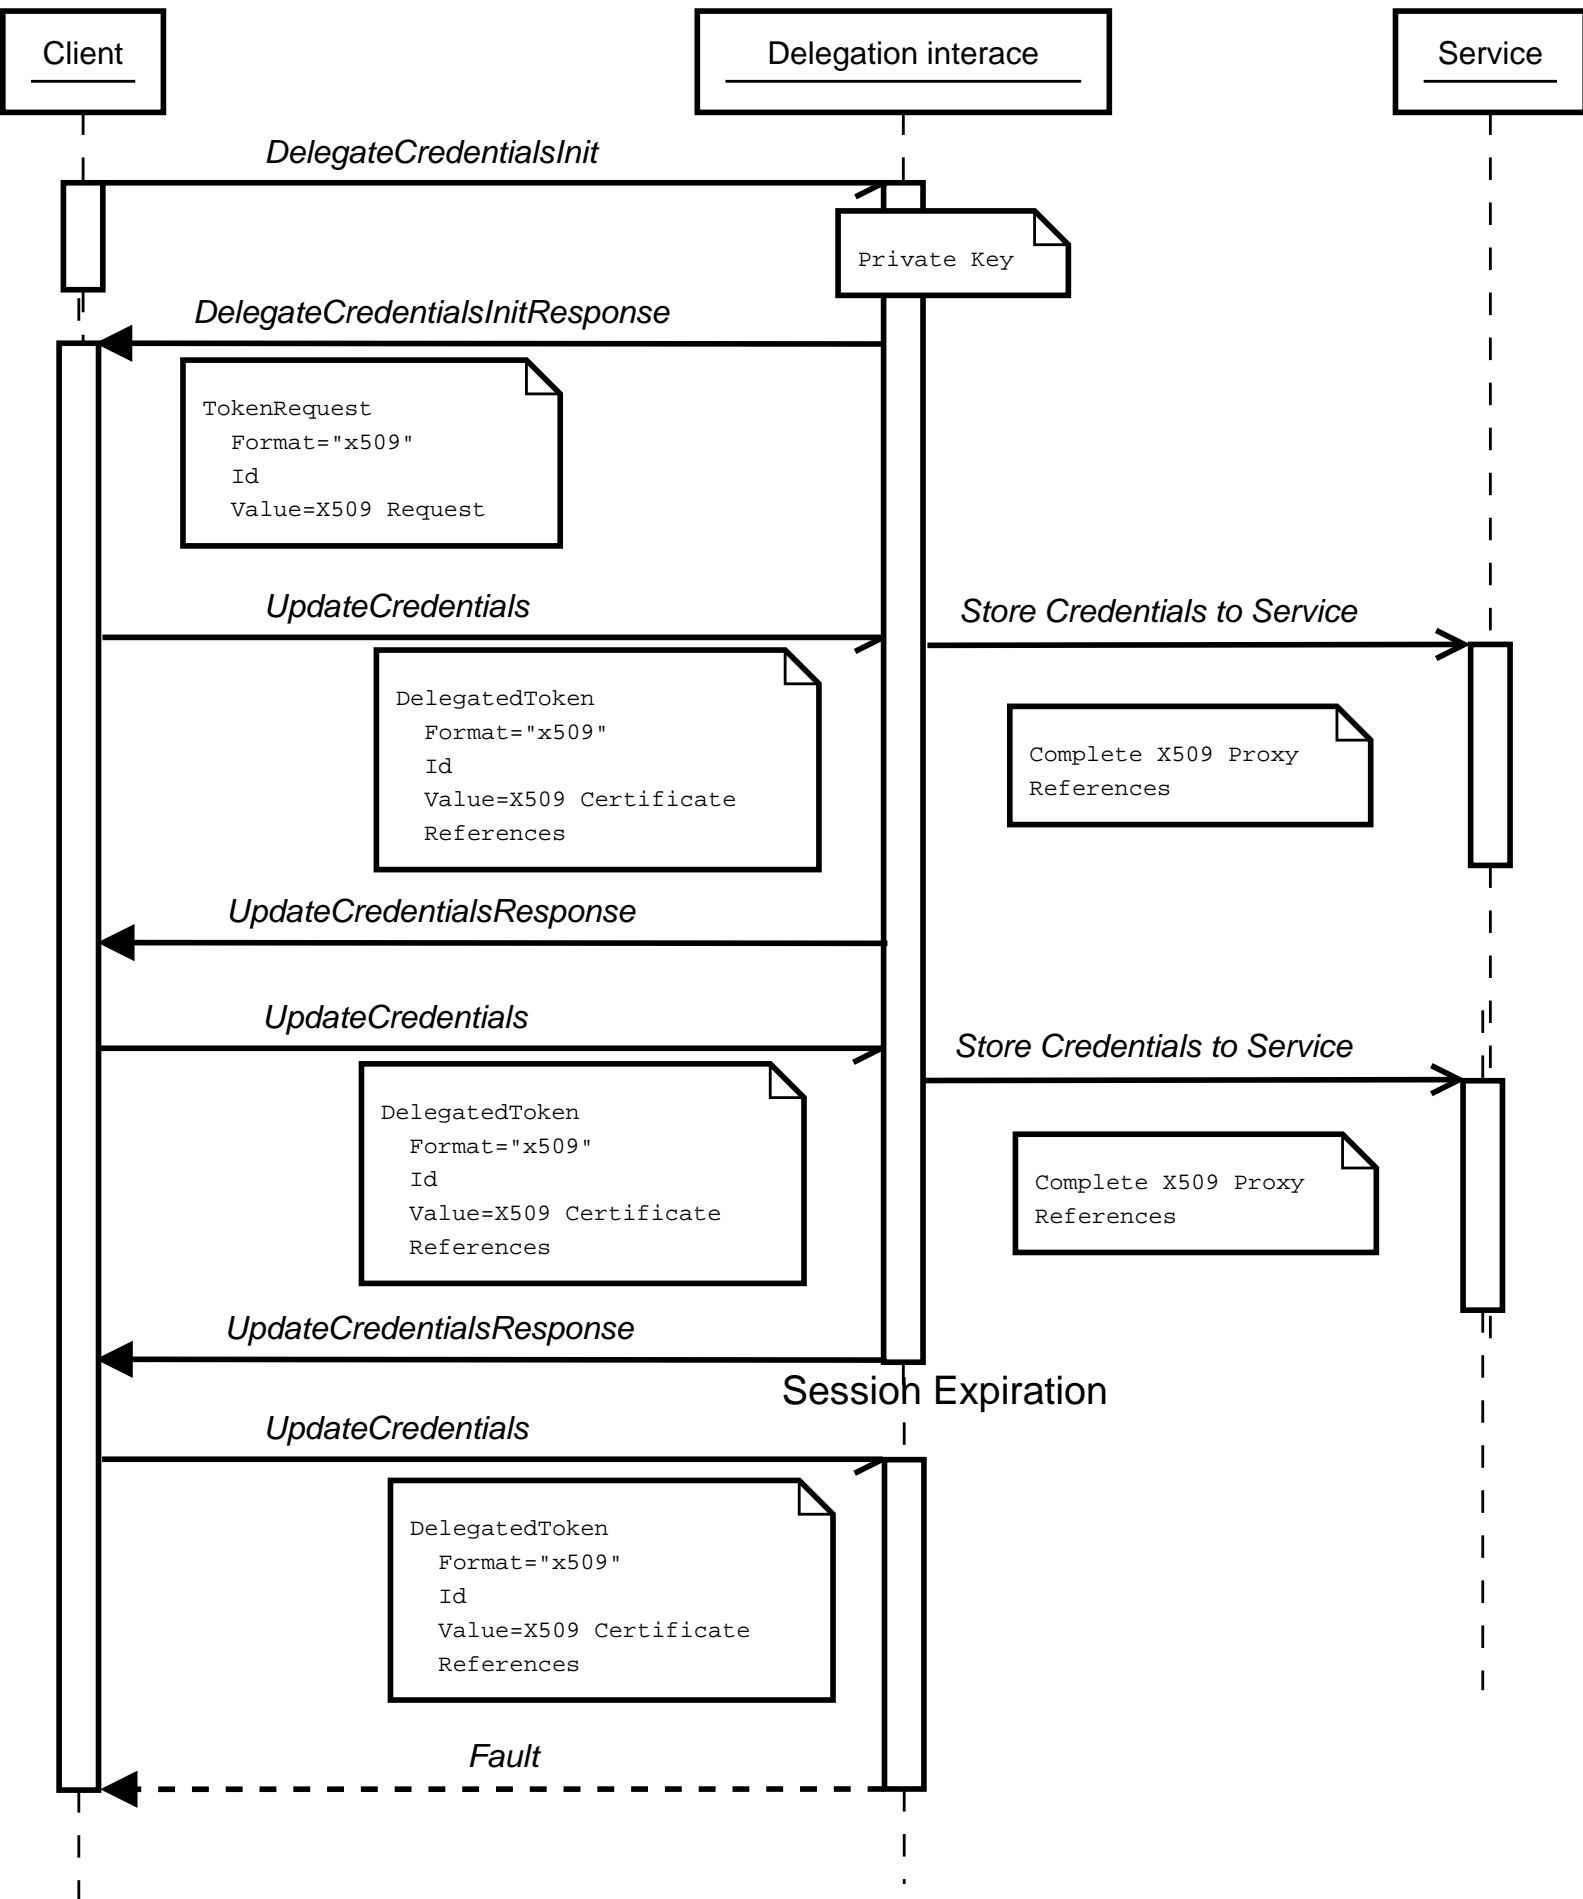 Client
Delegation interace
Service
DelegateCredentialsInit
Private Key
DelegateCredentialsInitResponse
TokenRequest
Format="x509"
Id
Value=X509 Request
UpdateCredentials
Store Credentials to Service
DelegatedToken
Format="x509"
Id
Value=X509 Certificate
References
Complete X509 Proxy
References
UpdateCredentialsResponse
UpdateCredentials
Store Credentials to Service
DelegatedToken
Format="x509"
Id
Value=X509 Certificate
References
Complete X509 Proxy
References
UpdateCredentialsResponse
Session Expiration
UpdateCredentials
DelegatedToken
Format="x509"
Id
Value=X509 Certificate
References
Fault